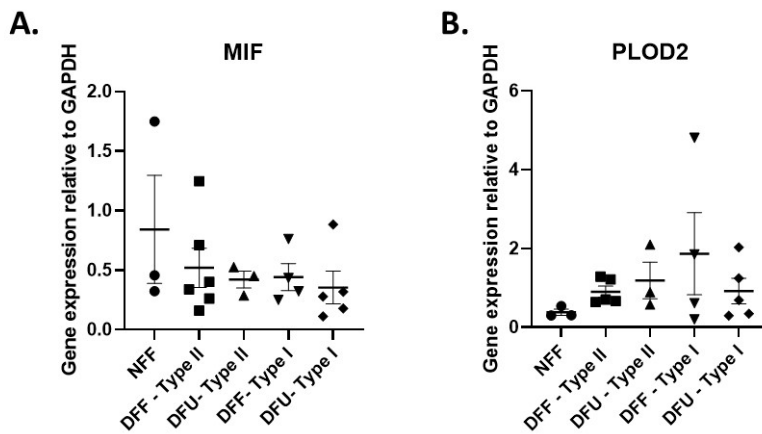 A.
MIF
Gene expression relative to GAPDH
2.0
1.5
1.0
0.5
0.0
NFF
DFF - Type II
DFU- Type II
DFF - Type I
DFU- Type I
B.
PLOD2
Gene expression relative to GAPDH
6
4
2
0
NFF
DFF - Type II
DFU - Type II
DFF - Type I
DFU - Type I